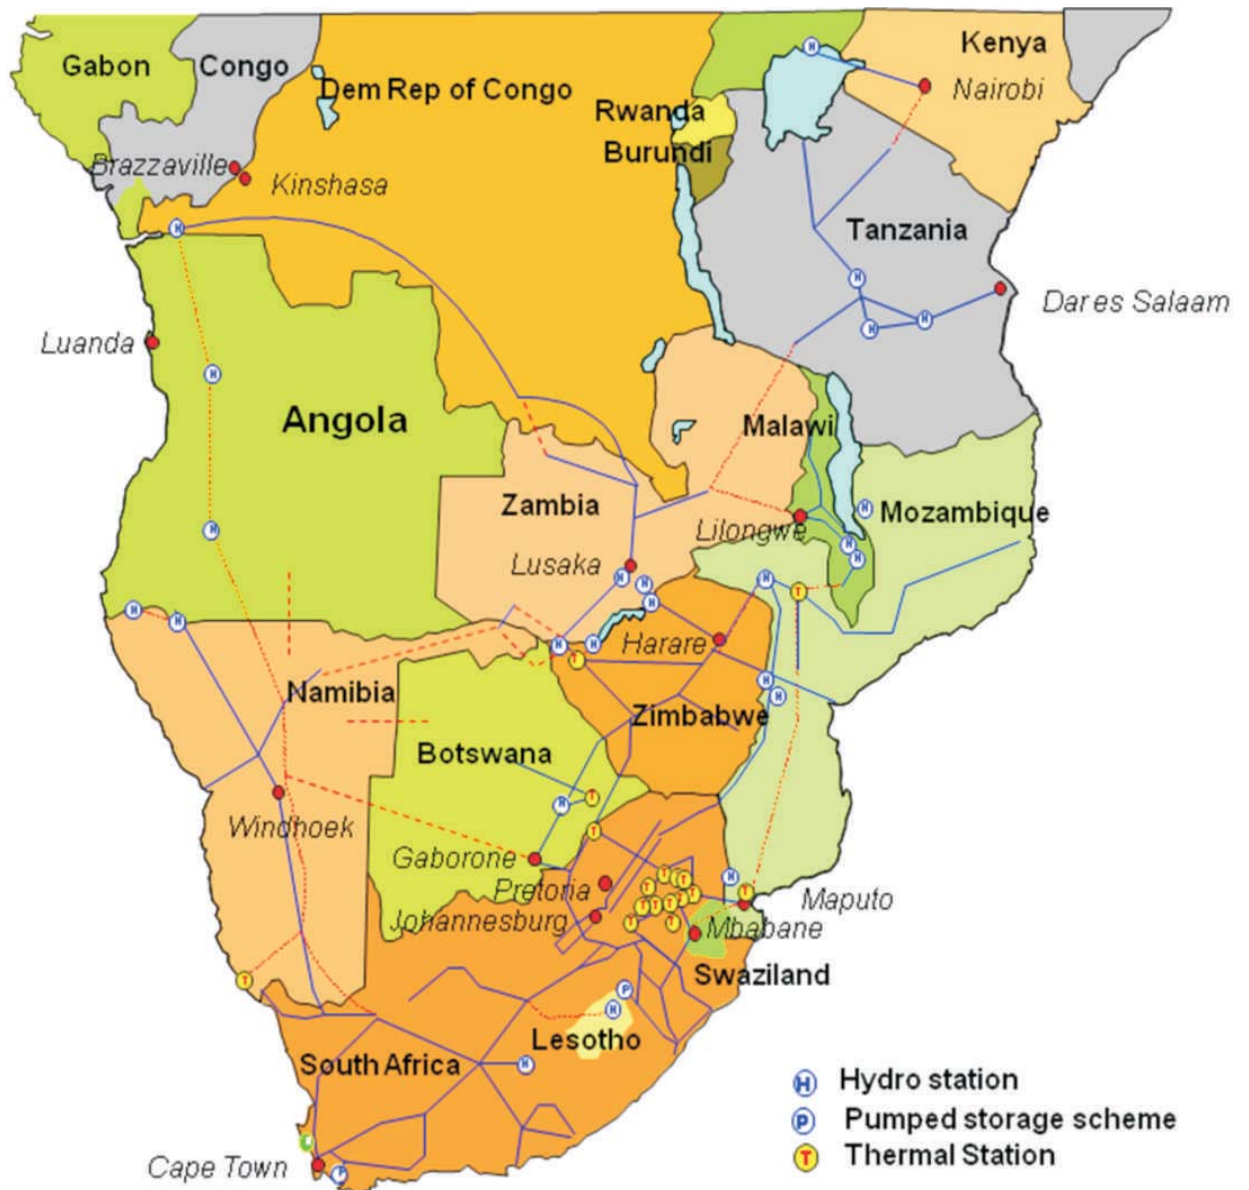 Kenya
Gabon
Congo
Dem Rep of Congo
Nairobi
Rwanda
Burundi
Brazzaville
Kinshasa
Tanzania
Dares Salaam
Luanda
Angola
Malawi
Zambia
Mozambique
Lilongwe
Lusaka
Harare
Namibia
Zimbabwe
Botswana
Windhoek
Gaborone
Pretoria
Maputo
Johannesburg
Mbabane
Swaziland
Lesotho
South Africa
Cape Town
H Hydro station
P Pumped storage scheme
T Thermal Station